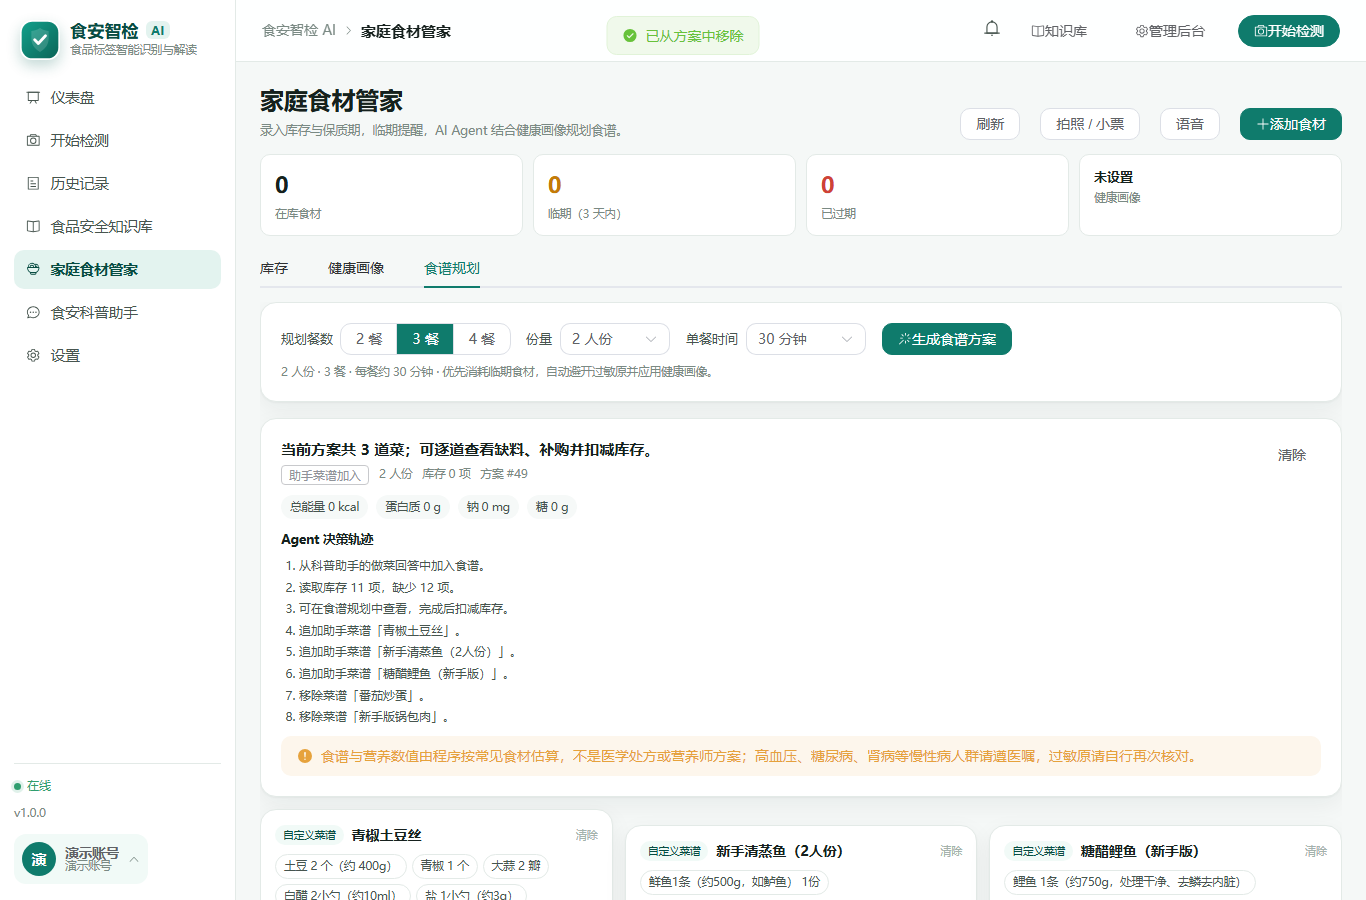 食安智检 AI
食品标签智能识别与解读
仪表盘
开始检测
历史记录
食品安全知识库
家庭食材管家
食安科普助手
设置
在线
v1.0.0
演
演示账号
演示账号
食安智检 AI > 家庭食材管家
已从方案中移除
知识库
管理后台
开始检测
家庭食材管家
录入库存与保质期，临期提醒，AI Agent 结合健康画像规划食谱。
刷新
拍照 / 小票
语音
添加食材
0
在库食材
0
临期（3 天内）
0
已过期
未设置
健康画像
库存
健康画像
食谱规划
规划餐数 2 餐 3 餐 4 餐 份量 2 人份 单餐时间 30 分钟 生成食谱方案
2 人份 · 3 餐 · 每餐约 30 分钟 · 优先消耗临期食材，自动避开过敏原并应用健康画像。
当前方案共 3 道菜；可逐道查看缺料、补购并扣减库存。
清除
助手菜谱加入 2 人份 库存 0 项 方案 #49
总能量 0 kcal 蛋白质 0 g 钠 0 mg 糖 0 g
Agent 决策轨迹
1. 从科普助手的做菜回答中加入食谱。
2. 读取库存 11 项，缺少 12 项。
3. 可在食谱规划中查看，完成后扣减库存。
4. 追加助手菜谱「青椒土豆丝」。
5. 追加助手菜谱「新手清蒸鱼（2人份）」。
6. 追加助手菜谱「糖醋鲤鱼（新手版）」。
7. 移除菜谱「番茄炒蛋」。
8. 移除菜谱「新手版锅包肉」。
食谱与营养数值由程序按常见食材估算，不是医学处方或营养师方案；高血压、糖尿病、肾病等慢性病人群请遵医嘱，过敏原请自行再次核对。
自定义菜谱 青椒土豆丝 清除
土豆 2 个（约 400g） 青椒 1 个 大蒜 2 瓣
白醋 2小勺（约10ml） 盐 1小勺（约3g）
自定义菜谱 新手清蒸鱼（2人份） 清除
鲜鱼1条（约500g，如鲈鱼） 1份
自定义菜谱 糖醋鲤鱼（新手版） 清除
鲤鱼 1条（约750g，处理干净、去鳞去内脏）